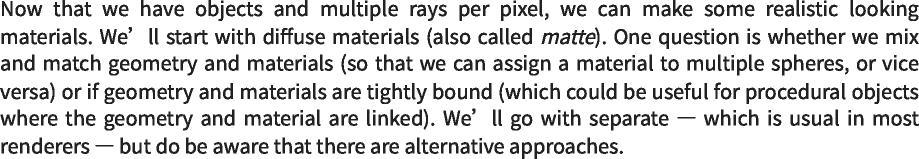 Now that we have objects and multiple rays per pixel, we can make some realistic looking
materials. We’ll start with diffuse materials (also called matte). One question is whether we mix
and match geometry and materials (so that we can assign a material to multiple spheres, or vice
versa) or if geometry and materials are tightly bound (which could be useful for procedural objects
where the geometry and material are linked). We’ll go with separate — which is usual in most
renderers — but do be aware that there are alternative approaches.